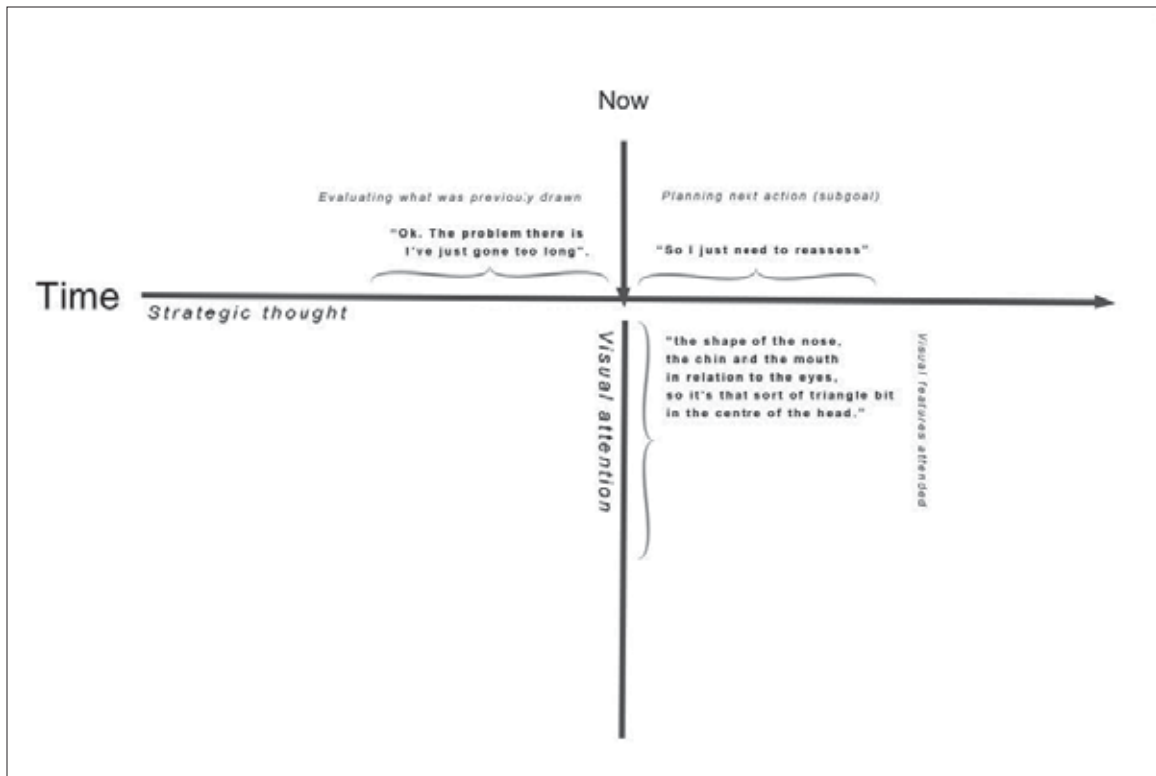 Now
Evaluating what was previouly drawn
Planning next action (subgoal)
"Ok. The problem there is
I've just gone too long".
"So I just need to reassess"
Time
Strategic thought
Visual attention
"the shape of the nose,
the chin and the mouth
in relation to the eyes,
so it's that sort of triangle bit
in the centre of the head."
Visual features attended